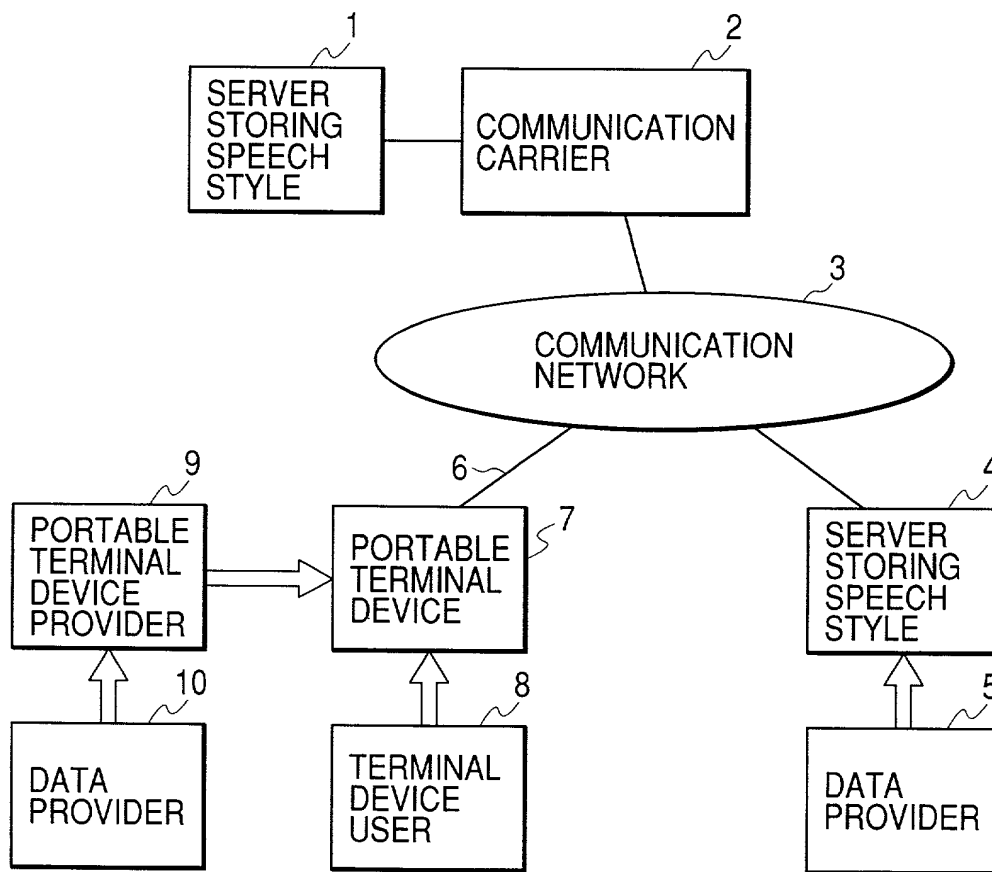 1
SERVER
STORING
SPEECH
STYLE
2
COMMUNICATION
CARRIER
3
COMMUNICATION
NETWORK
6
9
PORTABLE
TERMINAL
DEVICE
PROVIDER
7
PORTABLE
TERMINAL
DEVICE
4
SERVER
STORING
SPEECH
STYLE
10
DATA
PROVIDER
8
TERMINAL
DEVICE
USER
5
DATA
PROVIDER